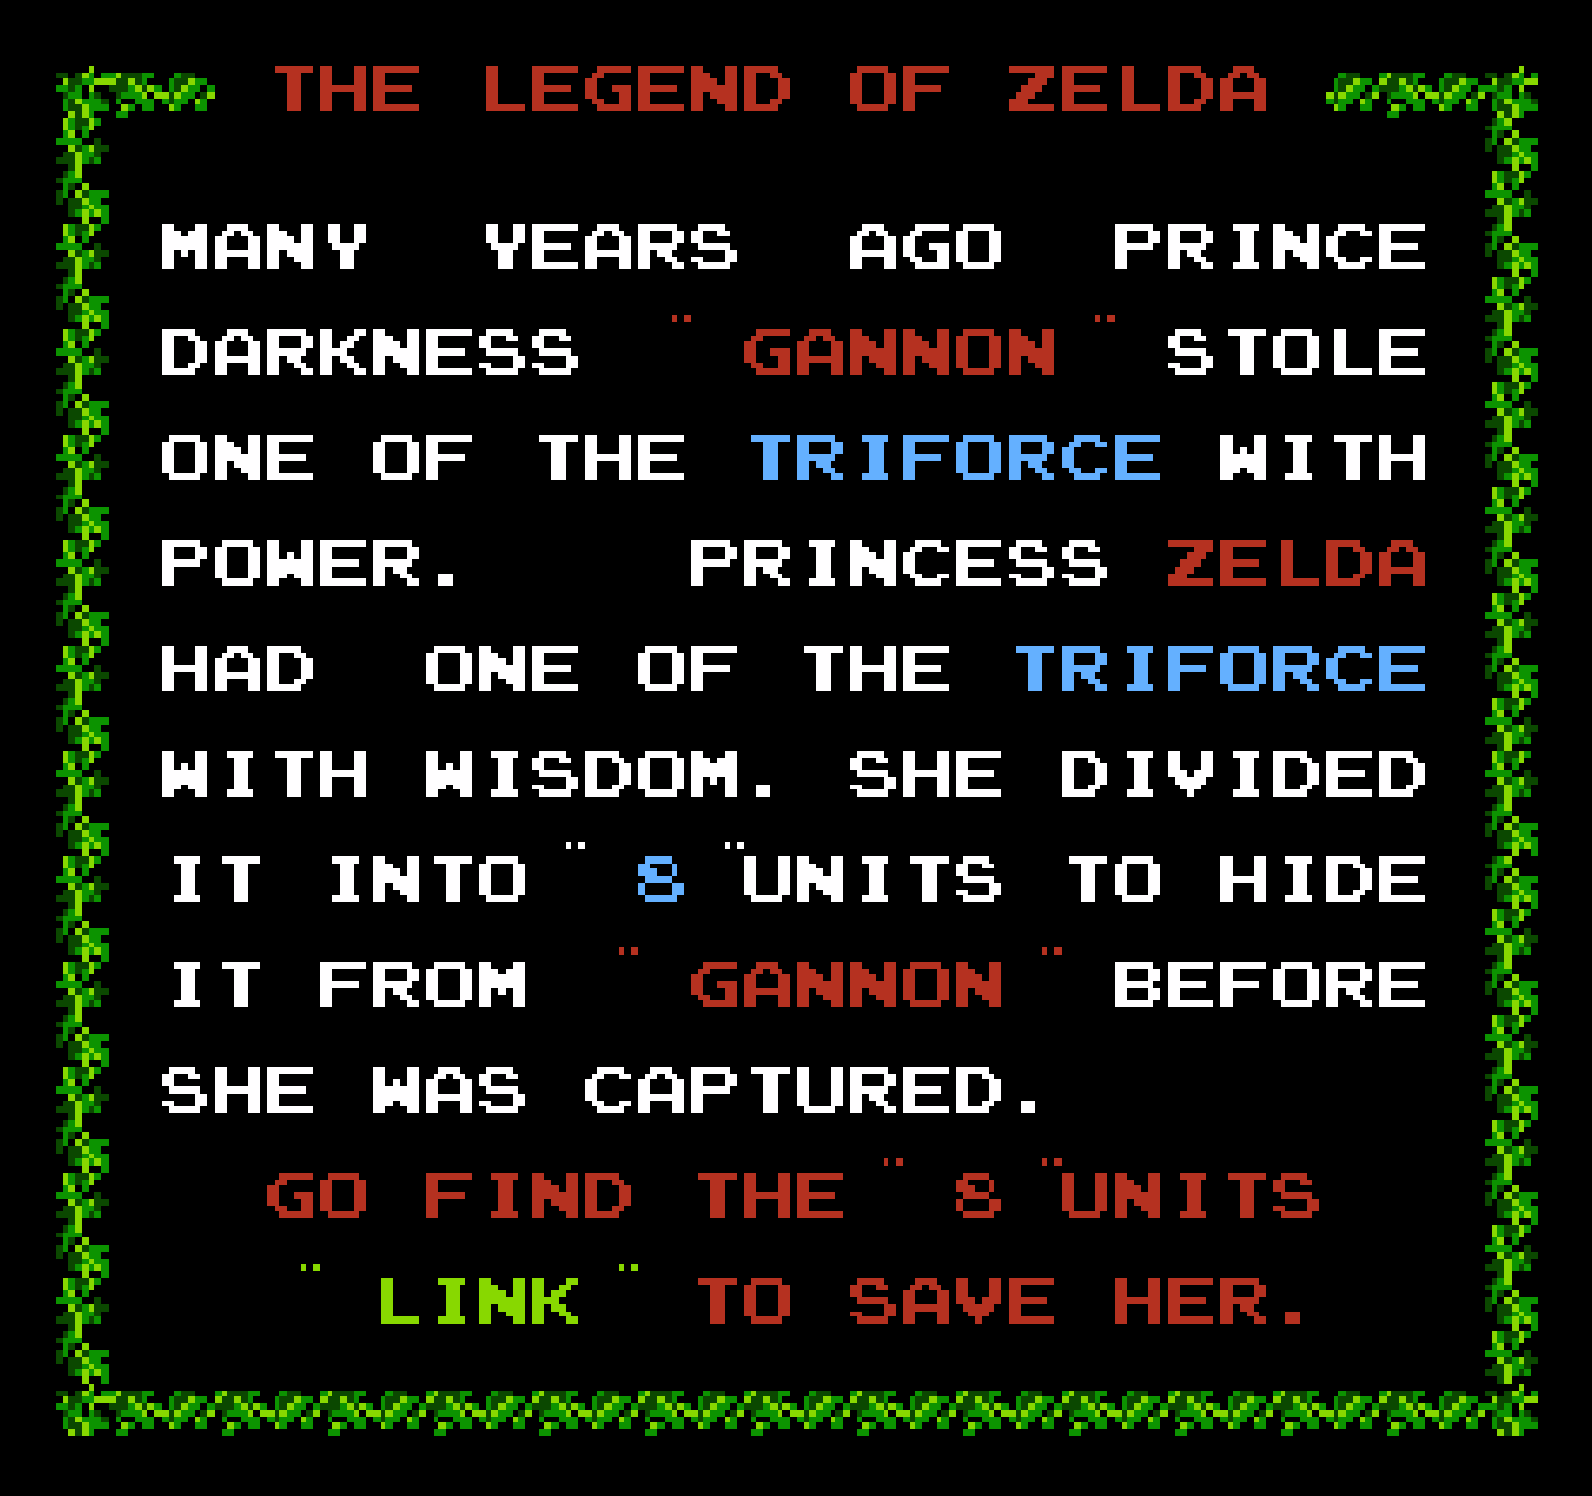 THE LEGEND OF ZELDA
MANY YEARS AGO PRINCE
DARKNESS " GANNON " STOLE
ONE OF THE TRIFORCE WITH
POWER. PRINCESS ZELDA
HAD ONE OF THE TRIFORCE
WITH WISDOM. SHE DIVIDED
IT INTO " 8 "UNITS TO HIDE
IT FROM " GANNON " BEFORE
SHE WAS CAPTURED.
GO FIND THE " 8 "UNITS
" LINK " TO SAVE HER.